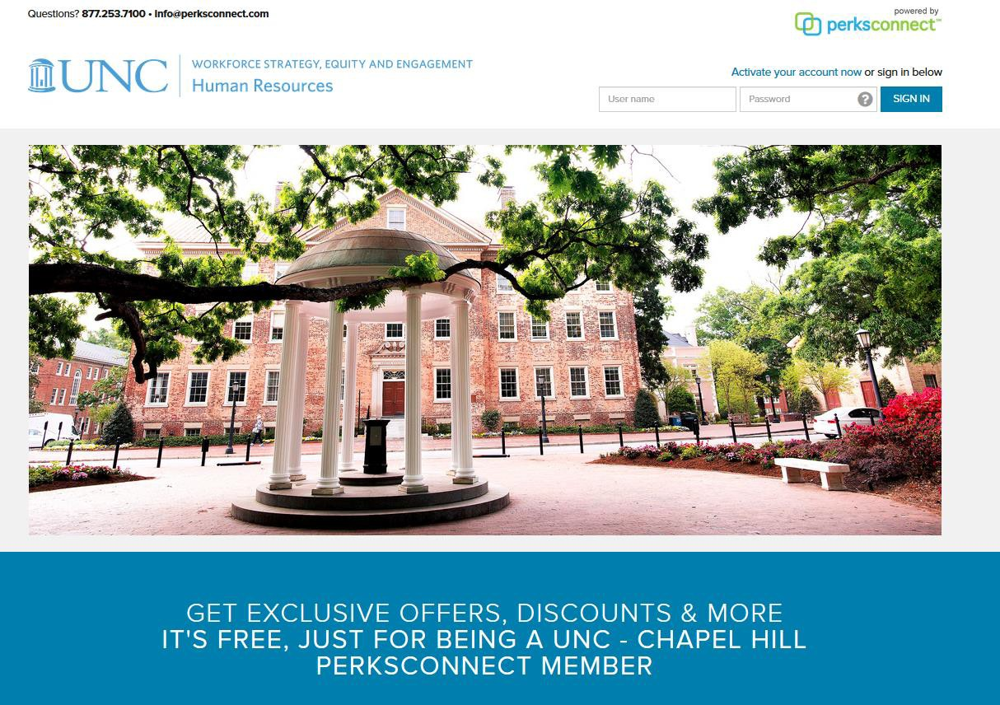 Questions? 877.253.7100 • info@perksconnect.com
powered by
perksconnect℠
UNC
WORKFORCE STRATEGY, EQUITY AND ENGAGEMENT
Human Resources
Activate your account now or sign in below
User name
Password
?
SIGN IN
GET EXCLUSIVE OFFERS, DISCOUNTS & MORE
IT'S FREE, JUST FOR BEING A UNC - CHAPEL HILL
PERKSCONNECT MEMBER